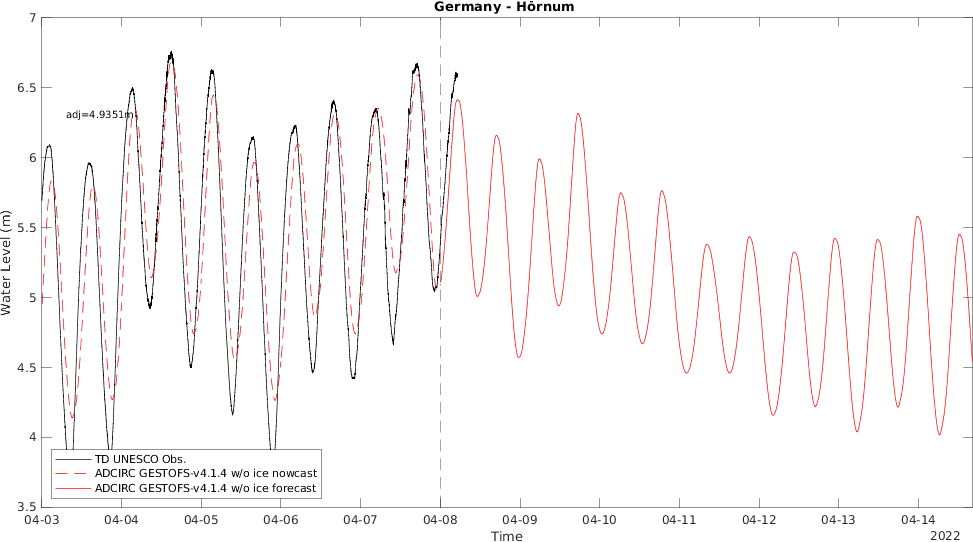 Germany - Hörnum
7
6.5
6
5.5
5
4.5
4
3.5
Water Level (m)
adj=4.9351m
TD UNESCO Obs.
ADCIRC GESTOFS-v4.1.4 w/o ice nowcast
ADCIRC GESTOFS-v4.1.4 w/o ice forecast
04-03 04-04 04-05 04-06 04-07 04-08 04-09 04-10 04-11 04-12 04-13 04-14
Time
2022